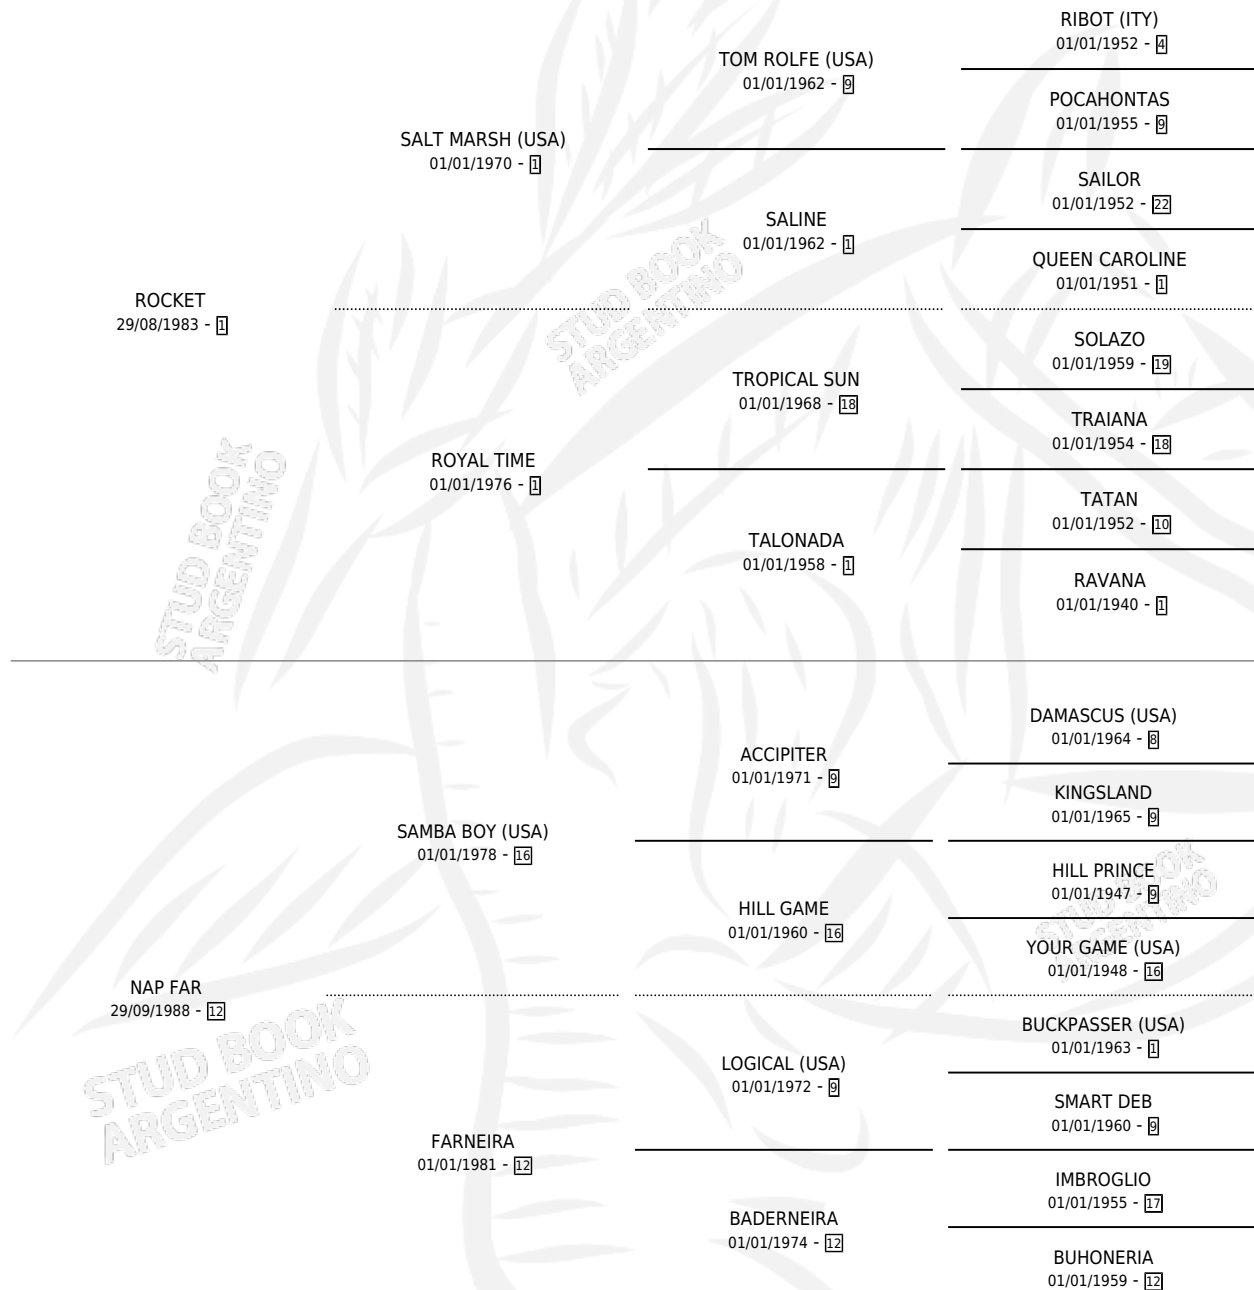 RIBOT (ITY)
01/01/1952 - 4
TOM ROLFE (USA)
01/01/1962 - 9
POCAHONTAS
01/01/1955 - 9
SALT MARSH (USA)
01/01/1970 - 1
SAILOR
01/01/1952 - 22
SALINE
01/01/1962 - 1
QUEEN CAROLINE
01/01/1951 - 1
ROCKET
29/08/1983 - 1
SOLAZO
01/01/1959 - 19
TROPICAL SUN
01/01/1968 - 18
TRAIANA
01/01/1954 - 18
ROYAL TIME
01/01/1976 - 1
TATAN
01/01/1952 - 10
TALONADA
01/01/1958 - 1
RAVANA
01/01/1940 - 1
DAMASCUS (USA)
01/01/1964 - 8
ACCIPITER
01/01/1971 - 9
KINGSLAND
01/01/1965 - 9
SAMBA BOY (USA)
01/01/1978 - 16
HILL PRINCE
01/01/1947 - 9
HILL GAME
01/01/1960 - 16
YOUR GAME (USA)
01/01/1948 - 16
NAP FAR
29/09/1988 - 12
BUCKPASSER (USA)
01/01/1963 - 1
LOGICAL (USA)
01/01/1972 - 9
SMART DEB
01/01/1960 - 9
FARNEIRA
01/01/1981 - 12
IMBROGLIO
01/01/1955 - 17
BADERNEIRA
01/01/1974 - 12
BUHONERIA
01/01/1959 - 12
STUD BOOK
ARGENTINO
STUD BOOK
ARGENTINO
STUD BOOK
ARGENTINO
STUD BOOK
ARGENTINO